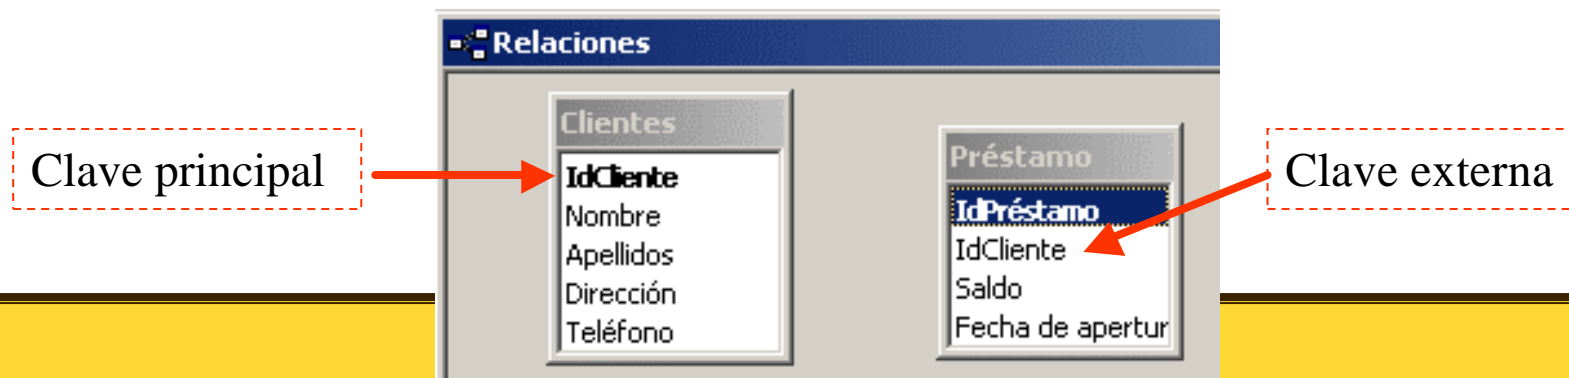 Relaciones
Clave principal
Clientes
IdCliente
Nombre
Apellidos
Dirección
Teléfono
Préstamo
IdPréstamo
IdCliente
Saldo
Fecha de apertur
Clave externa